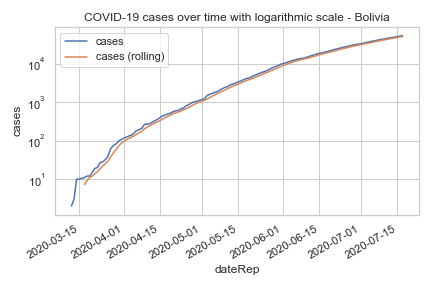 COVID-19 cases over time with logarithmic scale - Bolivia
cases
cases (rolling)
10^4
10^3
10^2
10^1
cases
2020-03-15
2020-04-01
2020-04-15
2020-05-01
2020-05-15
2020-06-01
2020-06-15
2020-07-01
2020-07-15
dateRep